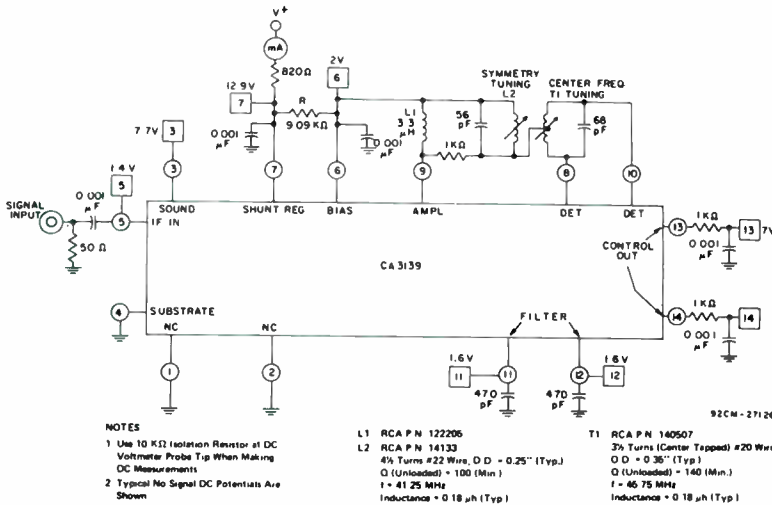 V+
mA
820Ω
12.9V
7
R
9.09 KΩ
0.001 μF
2V
6
0.001 μF
SYMMETRY TUNING L2
CENTER FREQ T1 TUNING
L1 3.3 μH
56 pF
68 pF
1KΩ
7.7V
3
1.4V
5
0.001 μF
SIGNAL INPUT
50 Ω
3
7
6
9
8
10
5
IF IN
SOUND
SHUNT REG
BIAS
AMPL
DET
DET
CA3139
CONTROL OUT
13
1KΩ
13
7V
0.001 μF
14
1KΩ
14
0.001 μF
4
SUBSTRATE
NC
NC
FILTER
1
2
1.6V
11
11
470 pF
12
1.6V
12
470 pF
92CM-27126
NOTES
1 Use 10 KΩ Isolation Resistor at DC
Voltmeter Probe Tip When Making
DC Measurements
2 Typical No Signal DC Potentials Are
Shown
L1 RCA P N 122206
L2 RCA P N 14133
4½ Turns #22 Wire, O D = 0.25" (Typ.)
Q (Unloaded) = 100 (Min.)
f = 41 25 MHz
Inductance = 0 18 μh (Typ)
T1 RCA P N 140507
3½ Turns (Center Tapped) #20 Wire
O D = 0.35" (Typ)
Q (Unloaded) = 140 (Min.)
f = 45 75 MHz
Inductance = 0 18 μh (Typ)